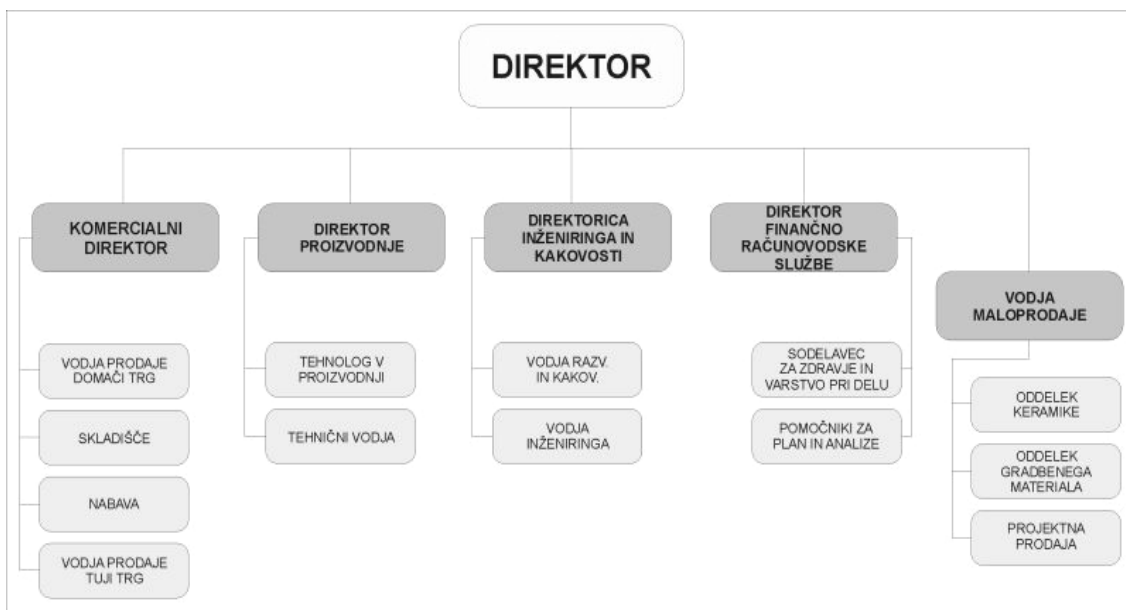 DIREKTOR
KOMERCIALNI
DIREKTOR
VODJA PRODAJE
DOMAČI TRG
SKLADIŠČE
NABAVA
VODJA PRODAJE
TUJI TRG
DIREKTOR
PROIZVODNJE
TEHNOLOG V
PROIZVODNJI
TEHNIČNI VODJA
DIREKTORICA
INŽENIRINGA IN
KAKOVOSTI
VODJA RAZV.
IN KAKOV.
VODJA
INŽENIRINGA
DIREKTOR
FINANČNO
RAČUNOVODSKE
SLUŽBE
SODELAVEC
ZA ZDRAVJE IN
VARSTVO PRI DELU
POMOČNIKI ZA
PLAN IN ANALIZE
VODJA
MALOPRODAJE
ODDELEK
KERAMIKE
ODDELEK
GRADBENEGA
MATERIALA
PROJEKTNA
PRODAJA